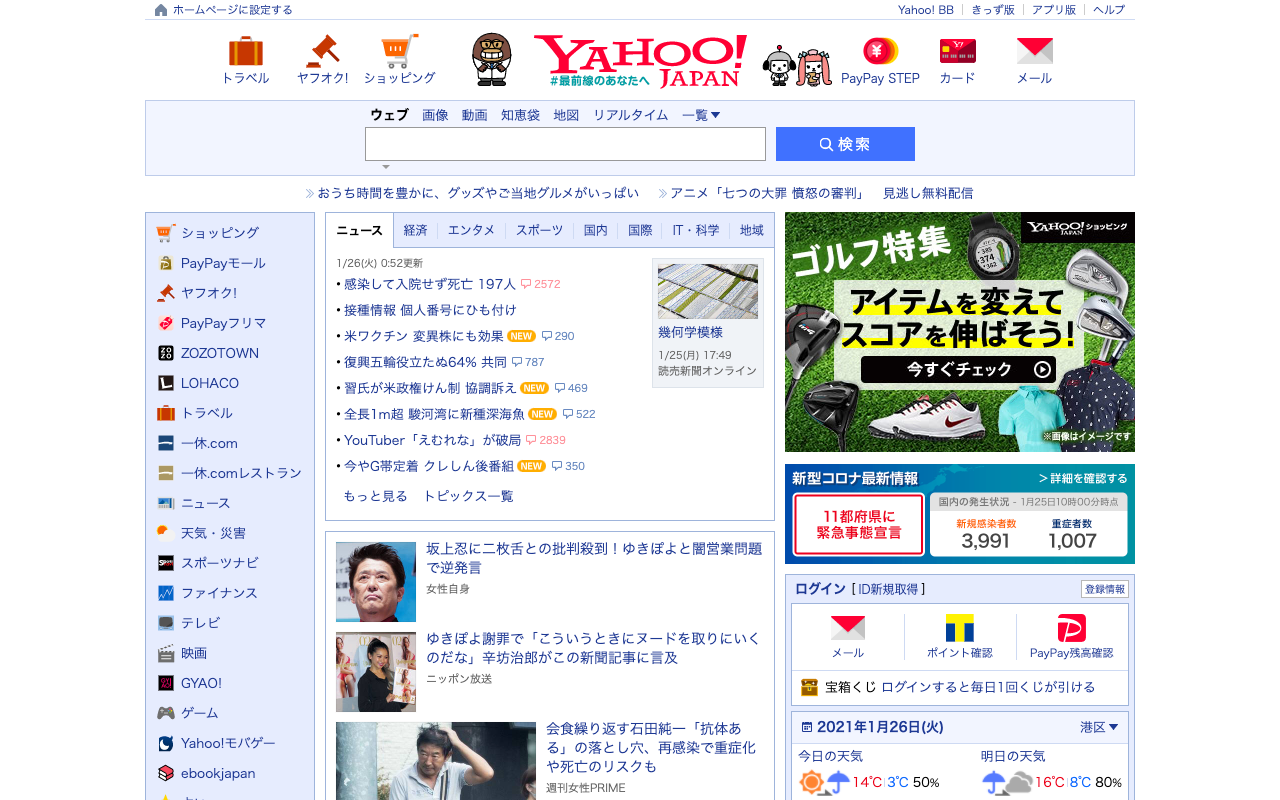 ホームページに設定する
Yahoo! BB
きっず版
アプリ版
ヘルプ
トラベル
ヤフオク!
ショッピング
YAHOO!
JAPAN
#最前線のあなたへ
PayPay STEP
カード
メール
ウェブ
画像
動画
知恵袋
地図
リアルタイム
一覧▼
検索
おうち時間を豊かに、グッズやご当地グルメがいっぱい
アニメ「七つの大罪 憤怒の審判」 見逃し無料配信
ショッピング
PayPayモール
ヤフオク!
PayPayフリマ
ZOZOTOWN
LOHACO
トラベル
一休.com
一休.comレストラン
ニュース
天気・災害
スポーツナビ
ファイナンス
テレビ
映画
GYAO!
ゲーム
Yahoo!モバゲー
ebookjapan
ニュース
経済
エンタメ
スポーツ
国内
国際
IT・科学
地域
1/26(火) 0:52更新
・感染して入院せず死亡 197人 2572
・接種情報 個人番号にひも付け
・米ワクチン 変異株にも効果 NEW 290
・復興五輪役立たぬ64% 共同 787
・習氏が米政権けん制 協調訴え NEW 469
・全長1m超 駿河湾に新種深海魚 NEW 522
・YouTuber「えむれな」が破局 2839
・今やG帯定着 クレしん後番組 NEW 350
もっと見る
トピックス一覧
幾何学模様
1/25(月) 17:49
読売新聞オンライン
坂上忍に二枚舌との批判殺到！ゆきぽよと闇営業問題
で逆発言
女性自身
ゆきぽよ謝罪で「こういうときにヌードを取りにいく
のだな」辛坊治郎がこの新聞記事に言及
ニッポン放送
会食繰り返す石田純一「抗体あ
る」の落とし穴、再感染で重症化
や死亡のリスクも
週刊女性PRIME
YAHOO! JAPAN ショッピング
ゴルフ特集
アイテムを変えて
スコアを伸ばそう!
今すぐチェック
※画像はイメージです
新型コロナ最新情報
＞詳細を確認する
11都府県に
緊急事態宣言
国内の発生状況 - 1月25日10時00分時点
新規感染者数
重症者数
3,991
1,007
ログイン
[ ID新規取得 ]
登録情報
メール
ポイント確認
PayPay残高確認
宝箱くじ ログインすると毎日1回くじが引ける
2021年1月26日(火)
港区▼
今日の天気
明日の天気
14℃ 3℃ 50%
16℃ 8℃ 80%